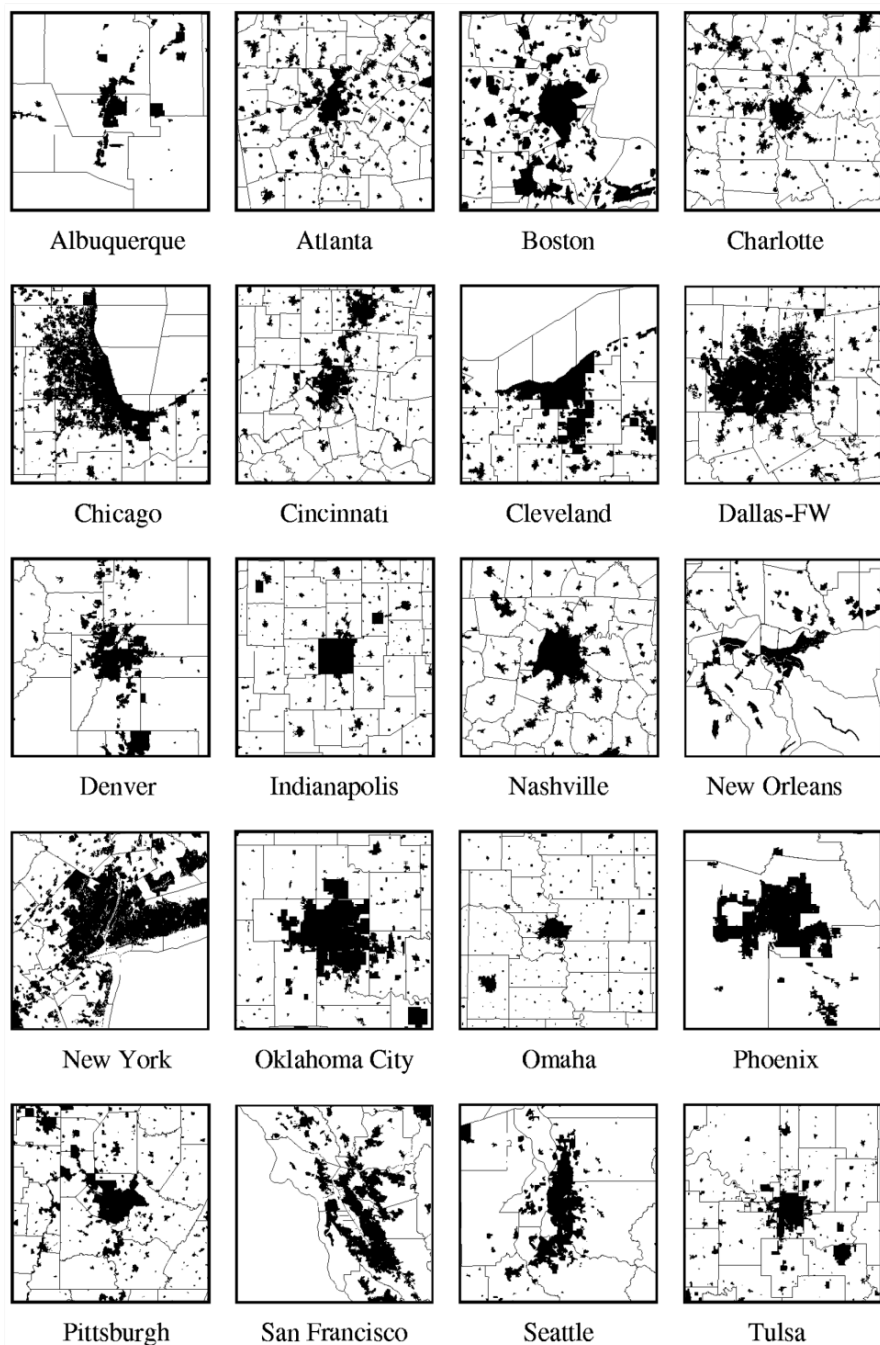 Albuquerque
Atlanta
Boston
Charlotte
Chicago
Cincinnati
Cleveland
Dallas-FW
Denver
Indianapolis
Nashville
New Orleans
New York
Oklahoma City
Omaha
Phoenix
Pittsburgh
San Francisco
Seattle
Tulsa